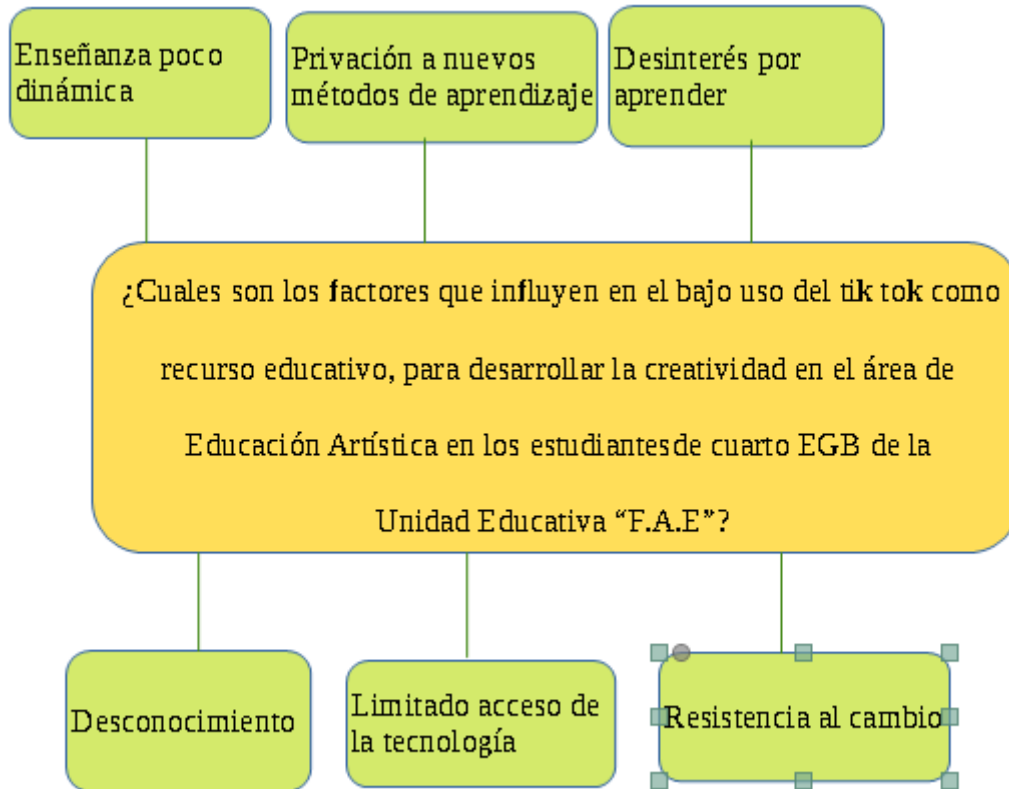 Enseñanza poco
dinámica
Privación a nuevos
métodos de aprendizaje
Desinterés por
aprender
¿Cuales son los factores que influyen en el bajo uso del tik tok como
recurso educativo, para desarrollar la creatividad en el área de
Educación Artística en los estudiantesde cuarto EGB de la
Unidad Educativa “F.A.E”?
Desconocimiento
Limitado acceso de
la tecnología
Resistencia al cambio